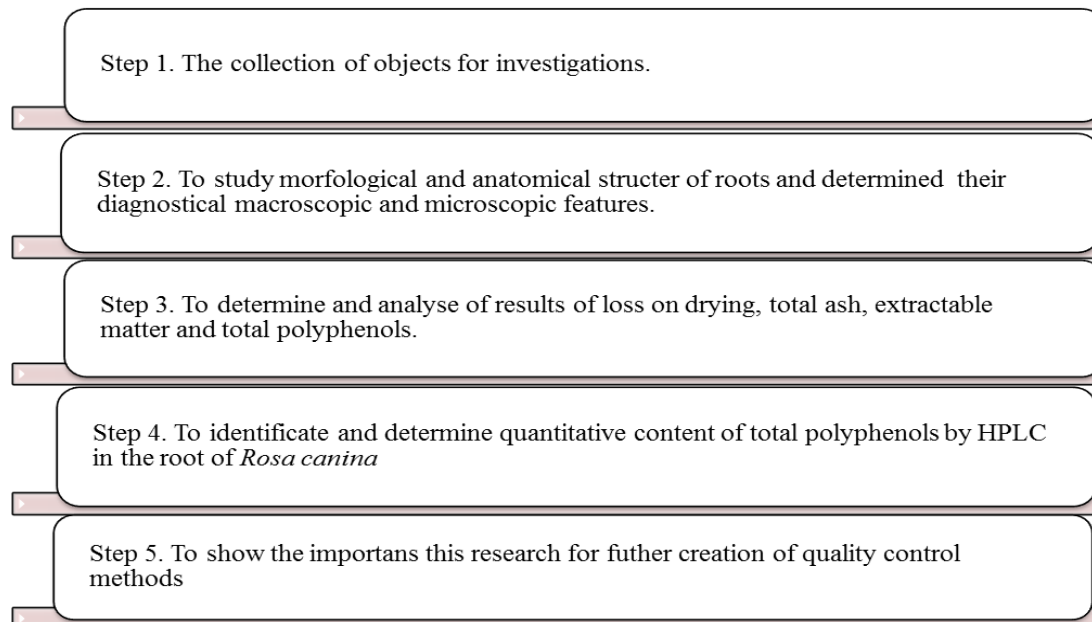 Step 1. The collection of objects for investigations.
Step 2. To study morfological and anatomical structer of roots and determined their
diagnostical macroscopic and microscopic features.
Step 3. To determine and analyse of results of loss on drying, total ash, extractable
matter and total polyphenols.
Step 4. To identificate and determine quantitative content of total polyphenols by HPLC
in the root of Rosa canina
Step 5. To show the importans this research for futher creation of quality control
methods